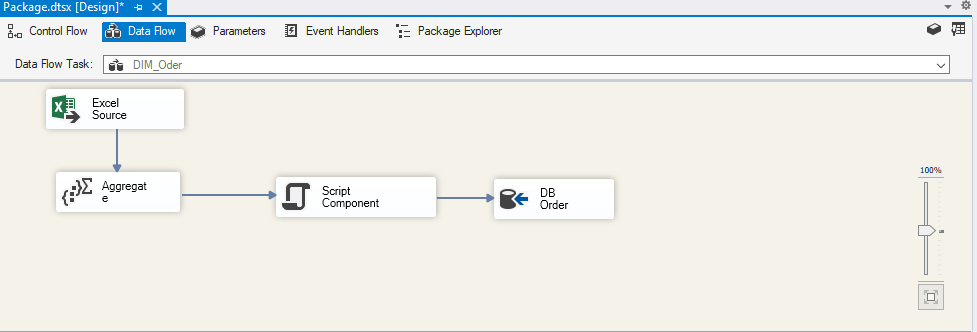 Package.dtsx [Design]*
Control Flow
Data Flow
Parameters
Event Handlers
Package Explorer
Data Flow Task:
DIM_Oder
Excel
Source
Aggregat
e
Script
Component
DB
Order
100%